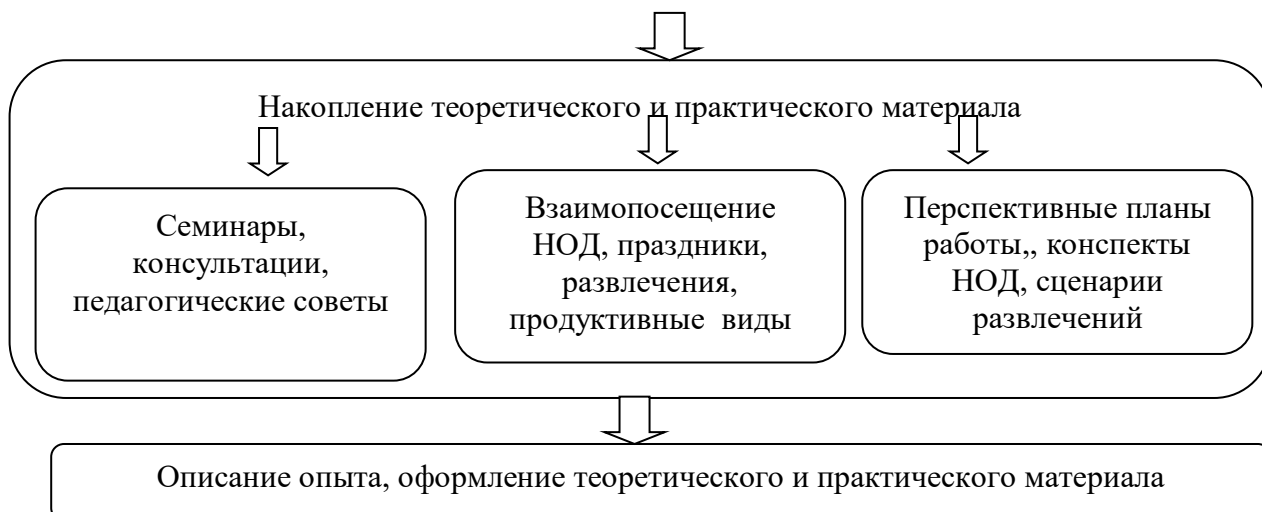 Накопление теоретического и практического материала
Семинары,
консультации,
педагогические советы
Взаимопосещение
НОД, праздники,
развлечения,
продуктивные виды
Перспективные планы
работы,, конспекты
НОД, сценарии
развлечений
Описание опыта, оформление теоретического и практического материала